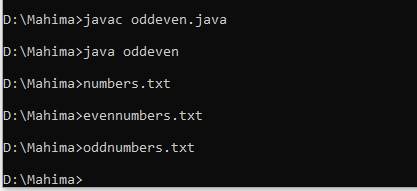 D:\Mahima>javac oddeven.java
D:\Mahima>java oddeven
D:\Mahima>numbers.txt
D:\Mahima>evennumbers.txt
D:\Mahima>oddnumbers.txt
D:\Mahima>